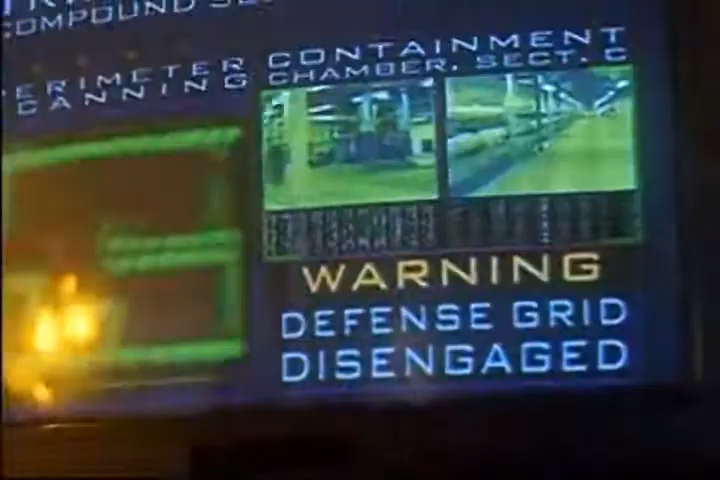 COMPOUND
PERIMETER CONTAINMENT
CANNING CHAMBER, SECT. C
WARNING
DEFENSE GRID
DISENGAGED